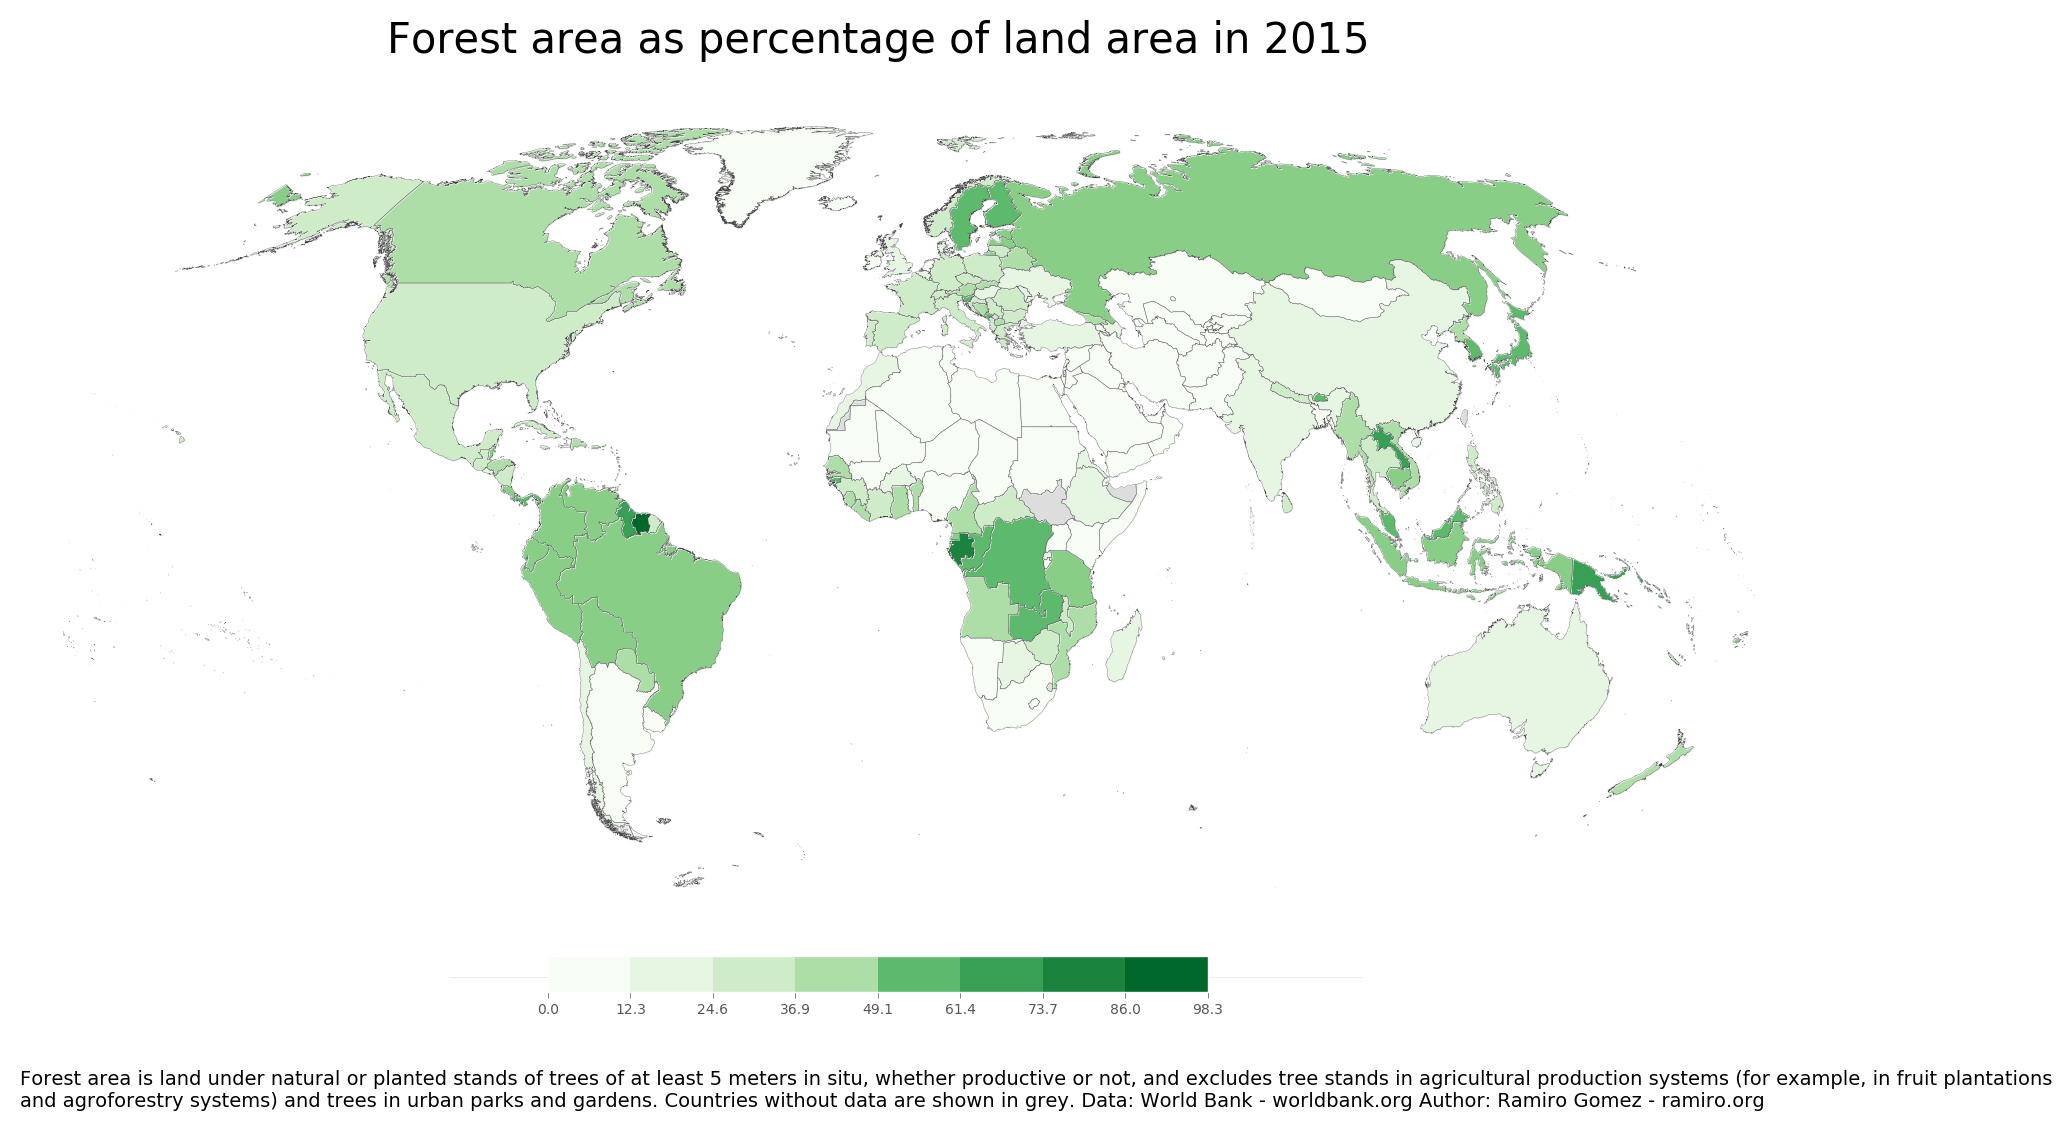 Forest area as percentage of land area in 2015
0.0 12.3 24.6 36.9 49.1 61.4 73.7 86.0 98.3
Forest area is land under natural or planted stands of trees of at least 5 meters in situ, whether productive or not, and excludes tree stands in agricultural production systems (for example, in fruit plantations
and agroforestry systems) and trees in urban parks and gardens. Countries without data are shown in grey. Data: World Bank - worldbank.org Author: Ramiro Gomez - ramiro.org